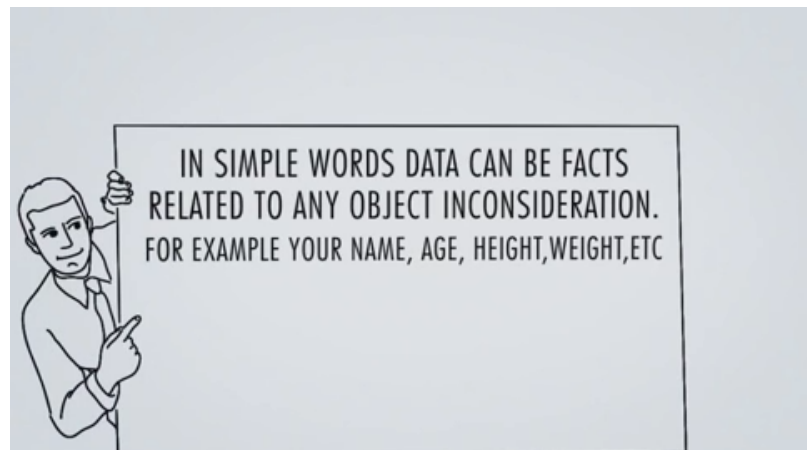 IN SIMPLE WORDS DATA CAN BE FACTS
RELATED TO ANY OBJECT INCONSIDERATION.
FOR EXAMPLE YOUR NAME, AGE, HEIGHT,WEIGHT,ETC